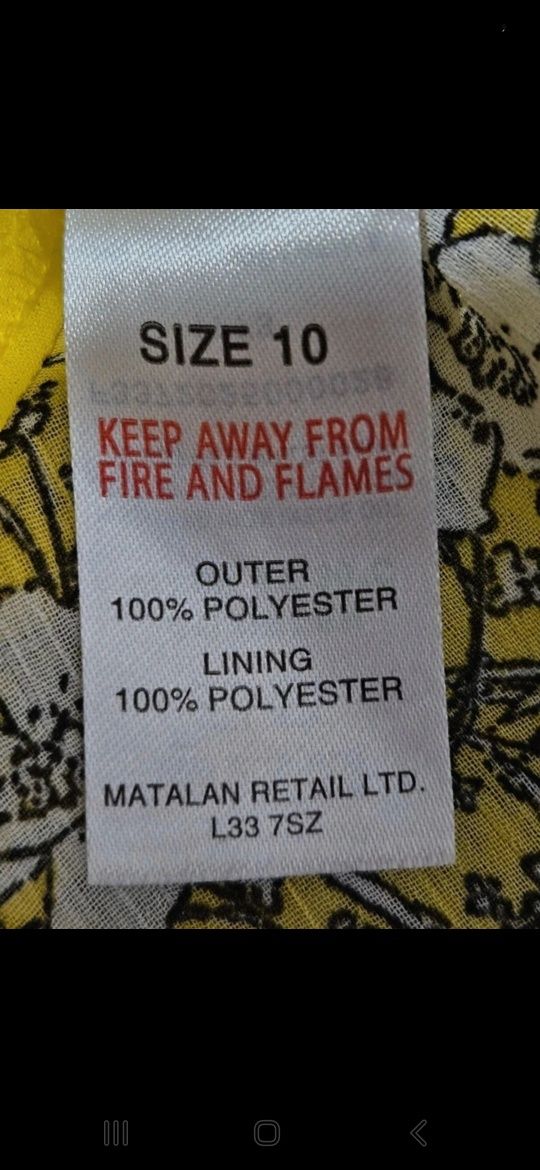 SIZE 10
KEEP AWAY FROM
FIRE AND FLAMES
OUTER
100% POLYESTER
LINING
100% POLYESTER
MATALAN RETAIL LTD.
L33 7SZ